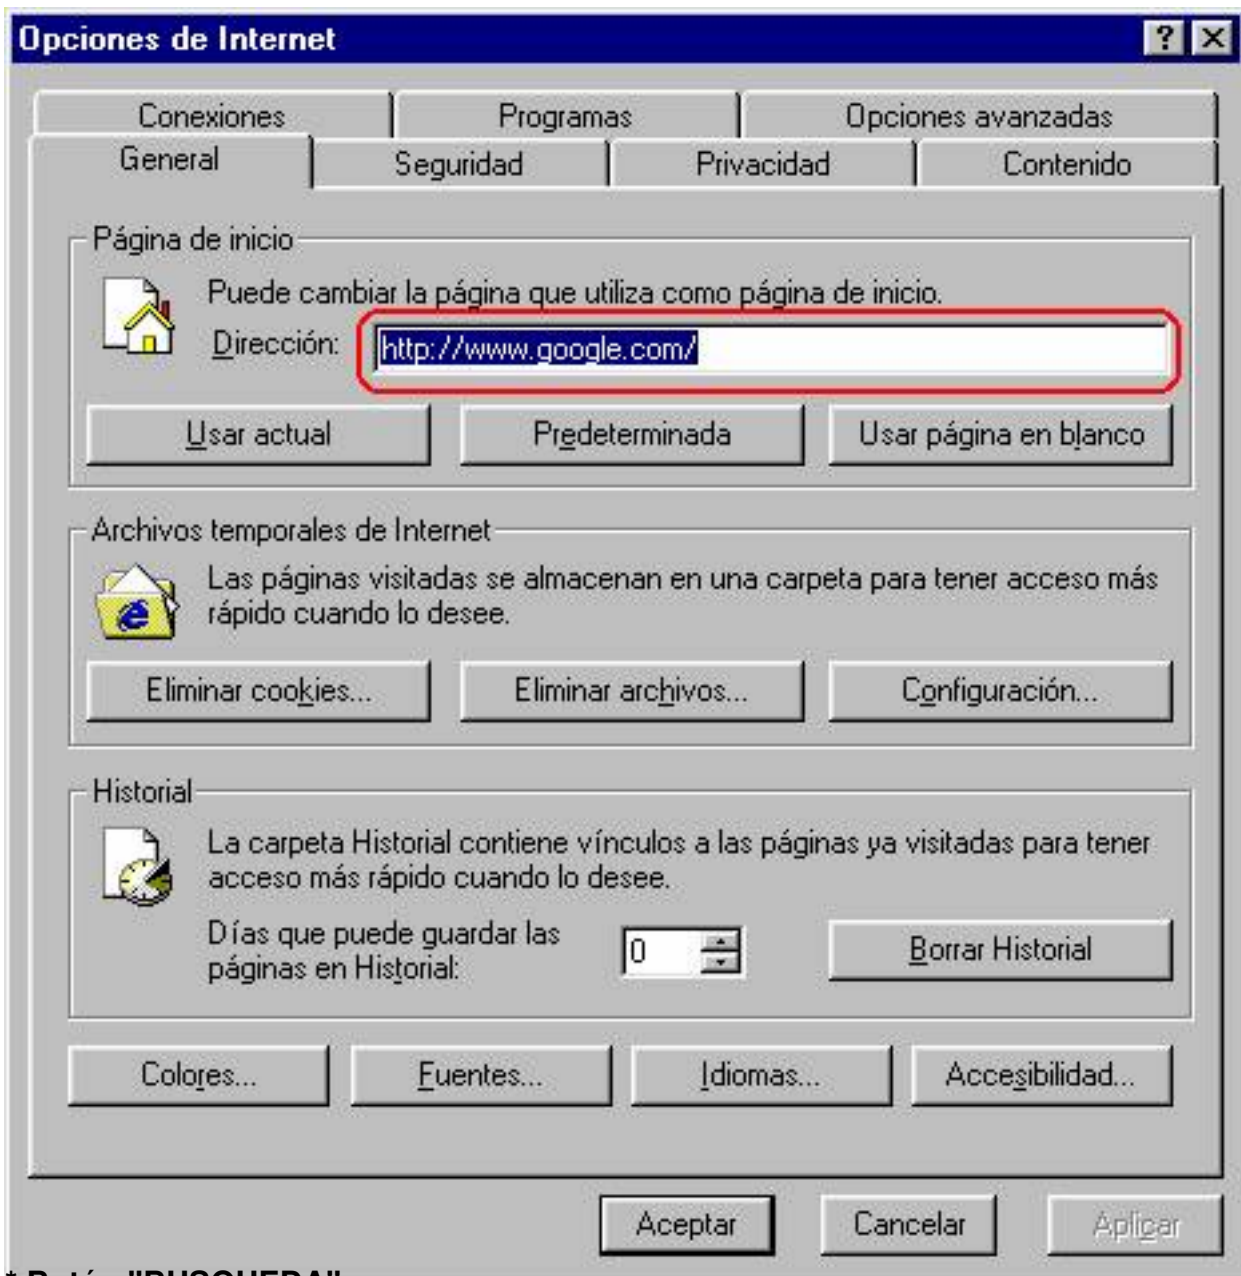 Opciones de Internet
Conexiones Programas Opciones avanzadas
General Seguridad Privacidad Contenido
Página de inicio
Puede cambiar la página que utiliza como página de inicio.
Dirección: http://www.google.com/
Usar actual Predeterminada Usar página en blanco
Archivos temporales de Internet
Las páginas visitadas se almacenan en una carpeta para tener acceso más
rápido cuando lo desee.
Eliminar cookies... Eliminar archivos... Configuración...
Historial
La carpeta Historial contiene vínculos a las páginas ya visitadas para tener
acceso más rápido cuando lo desee.
Días que puede guardar las
páginas en Historial: 0 Borrar Historial
Colores... Fuentes... Idiomas... Accesibilidad...
Aceptar Cancelar Aplicar
* Botón "BUSQUEDA"